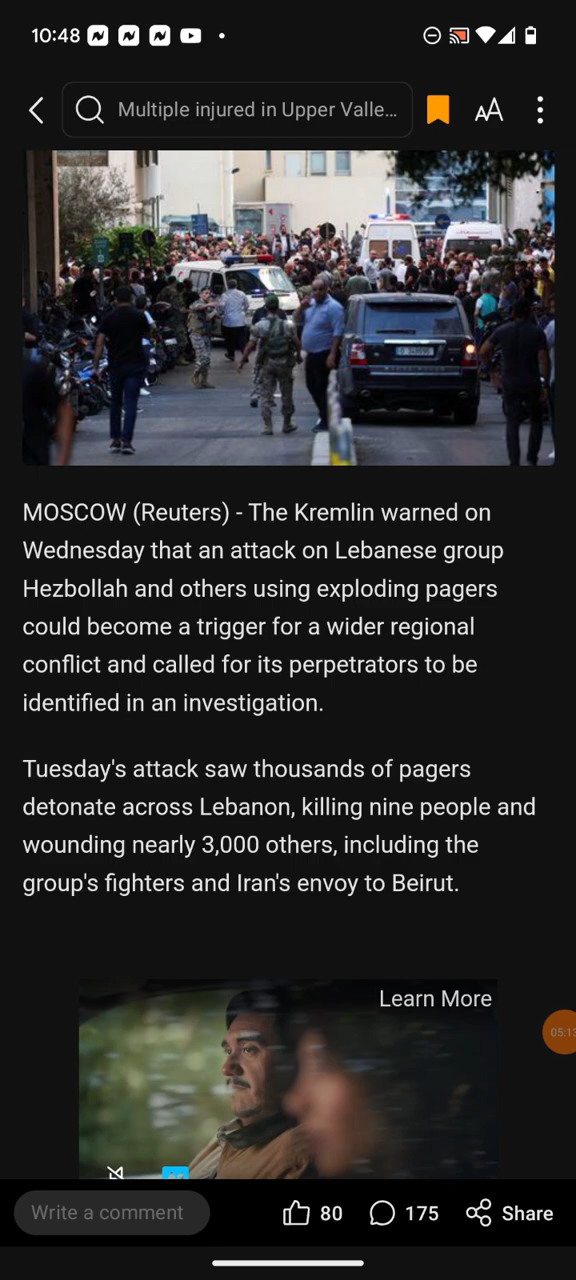 10:48
Multiple injured in Upper Valle...
AA
MOSCOW (Reuters) - The Kremlin warned on
Wednesday that an attack on Lebanese group
Hezbollah and others using exploding pagers
could become a trigger for a wider regional
conflict and called for its perpetrators to be
identified in an investigation.
Tuesday's attack saw thousands of pagers
detonate across Lebanon, killing nine people and
wounding nearly 3,000 others, including the
group's fighters and Iran's envoy to Beirut.
Learn More
05:13
Write a comment
80
175
Share